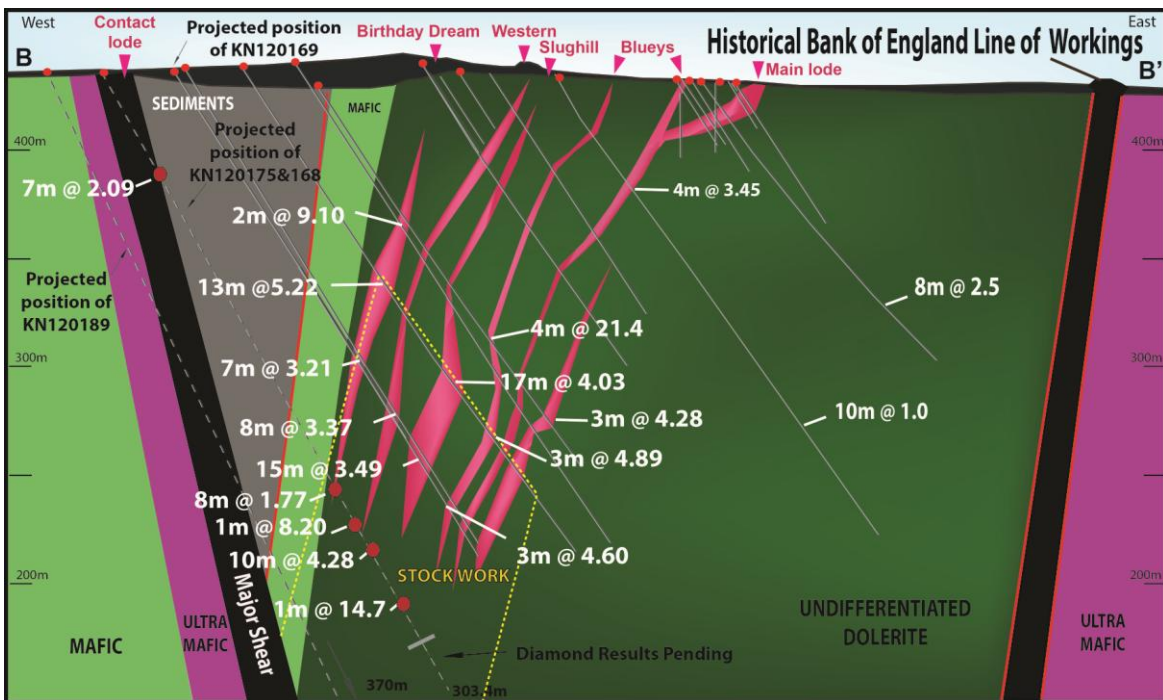 West
B
Contact
lode
Projected position
of KN120169
Birthday Dream
Western
Slughill
Blueys
Historical Bank of England Line of Workings
Main lode
East
B’
SEDIMENTS
MAFIC
Projected
position of
KN120175&168
400m
400m
7m @ 2.09
4m @ 3.45
2m @ 9.10
Projected
position of
KN120189
13m @5.22
8m @ 2.5
4m @ 21.4
300m
300m
7m @ 3.21
17m @ 4.03
8m @ 3.37
3m @ 4.28
10m @ 1.0
15m @ 3.49
3m @ 4.89
8m @ 1.77
1m @ 8.20
10m @ 4.28
3m @ 4.60
STOCK WORK
200m
200m
1m @ 14.7
Major Shear
MAFIC
ULTRA
MAFIC
UNDIFFERENTIATED
DOLERITE
ULTRA
MAFIC
Diamond Results Pending
370m
303.4m